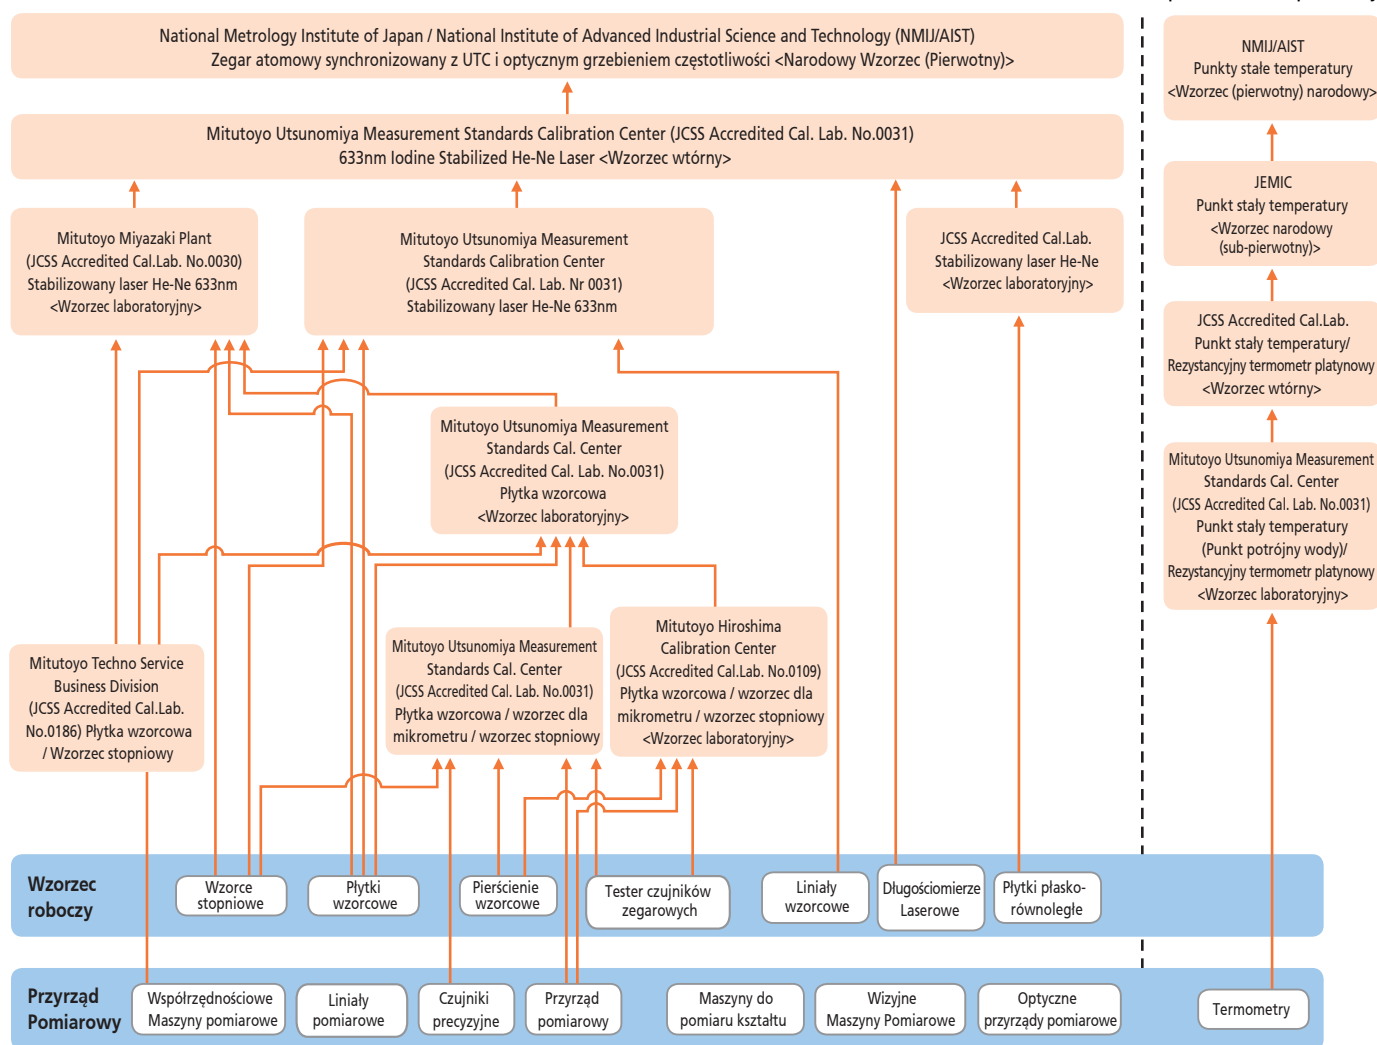 National Metrology Institute of Japan / National Institute of Advanced Industrial Science and Technology (NMIJ/AIST)
Zegar atomowy synchronizowany z UTC i optycznym grzebieniem częstotliwości <Narodowy Wzorzec (Pierwotny)>
Mitutoyo Utsunomiya Measurement Standards Calibration Center (JCSS Accredited Cal. Lab. No.0031)
633nm Iodine Stabilized He-Ne Laser <Wzorzec wtórny>
Mitutoyo Miyazaki Plant
(JCSS Accredited Cal.Lab. No.0030)
Stabilizowany laser He-Ne 633nm
<Wzorzec laboratoryjny>
Mitutoyo Utsunomiya Measurement
Standards Calibration Center
(JCSS Accredited Cal. Lab. Nr 0031)
Stabilizowany laser He-Ne 633nm
JCSS Accredited Cal.Lab.
Stabilizowany laser He-Ne
<Wzorzec laboratoryjny>
Mitutoyo Utsunomiya Measurement
Standards Cal. Center
(JCSS Accredited Cal. Lab. No.0031)
Płytka wzorcowa
<Wzorzec laboratoryjny>
Mitutoyo Techno Service
Business Division
(JCSS Accredited Cal.Lab.
No.0186) Płytka wzorcowa
/ Wzorzec stopniowy
Mitutoyo Utsunomiya Measurement
Standards Cal. Center
(JCSS Accredited Cal. Lab. No.0031)
Płytka wzorcowa / wzorzec dla
mikrometru / wzorzec stopniowy
Mitutoyo Hiroshima
Calibration Center
(JCSS Accredited Cal.Lab. No.0109)
Płytka wzorcowa / wzorzec dla
mikrometru / wzorzec stopniowy
<Wzorzec laboratoryjny>
NMIJ/AIST
Punkty stałe temperatury
<Wzorzec (pierwotny) narodowy>
JEMIC
Punkt stały temperatury
<Wzorzec narodowy
(sub-pierwotny)>
JCSS Accredited Cal.Lab.
Punkt stały temperatury/
Rezystancyjny termometr platynowy
<Wzorzec wtórny>
Mitutoyo Utsunomiya Measurement
Standards Cal. Center
(JCSS Accredited Cal. Lab. No.0031)
Punkt stały temperatury
(Punkt potrójny wody)/
Rezystancyjny termometr platynowy
<Wzorzec laboratoryjny>
Wzorzec
roboczy
Wzorce
stopniowe
Płytki
wzorcowe
Pierścienie
wzorcowe
Tester czujników
zegarowych
Liniały
wzorcowe
Długościomierze
Laserowe
Płytki płasko-
równoległe
Przyrząd
Pomiarowy
Współrzędnościowe
Maszyny pomiarowe
Liniały
pomiarowe
Czujniki
precyzyjne
Przyrząd
pomiarowy
Maszyny do
pomiaru kształtu
Wizyjne
Maszyny Pomiarowe
Optyczne
przyrządy pomiarowe
Termometry